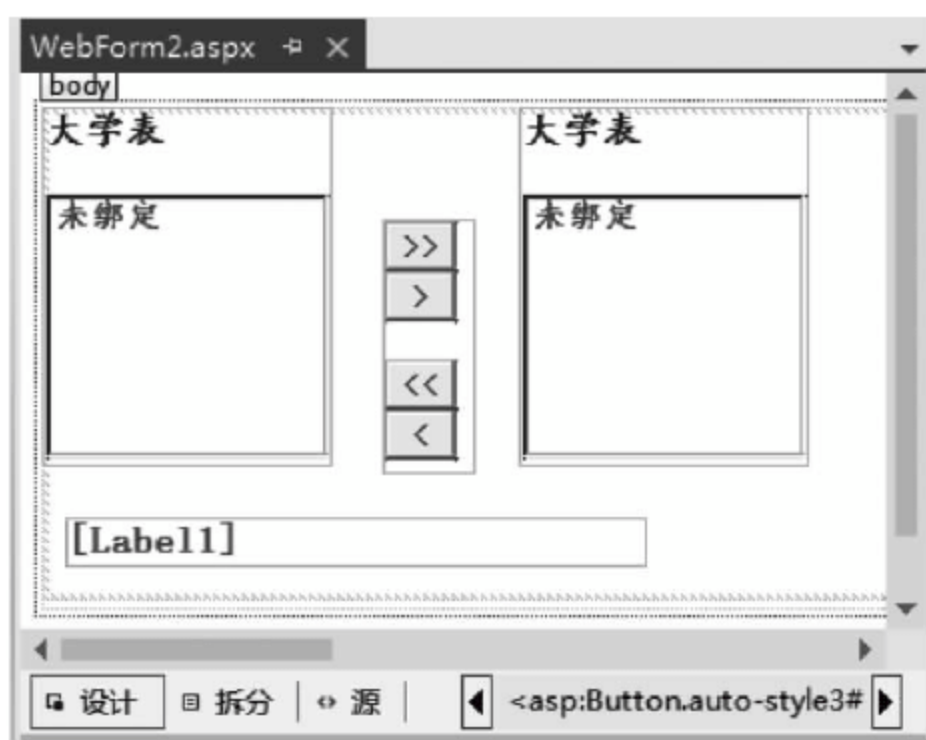 WebForm2.aspx
body
大学表
大学表
未绑定
未绑定
>>
>
<<
<
[Label1]
设计
拆分
源
<asp:Button.auto-style3#